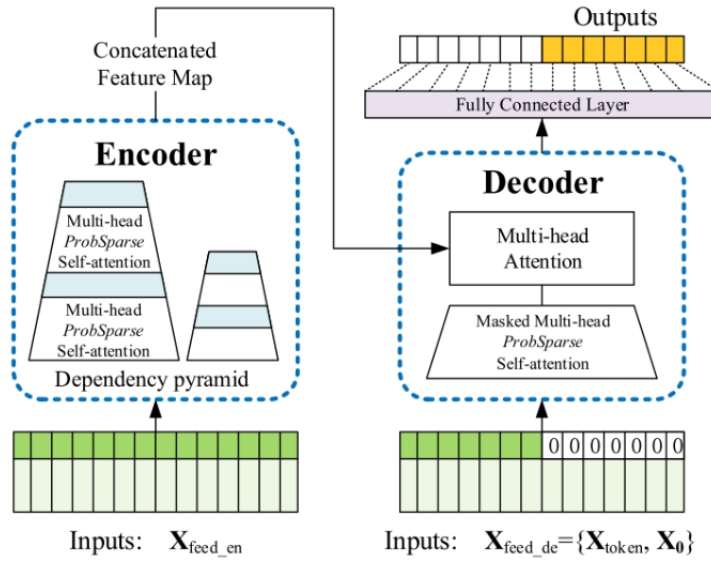 Outputs
Concatenated
Feature Map
Fully Connected Layer
Encoder
Multi-head
ProbSparse
Self-attention
Multi-head
ProbSparse
Self-attention
Dependency pyramid
Decoder
Multi-head
Attention
Masked Multi-head
ProbSparse
Self-attention
0 0 0 0 0 0 0
Inputs: X_feed_en
Inputs: X_feed_de={X_token, X_0}